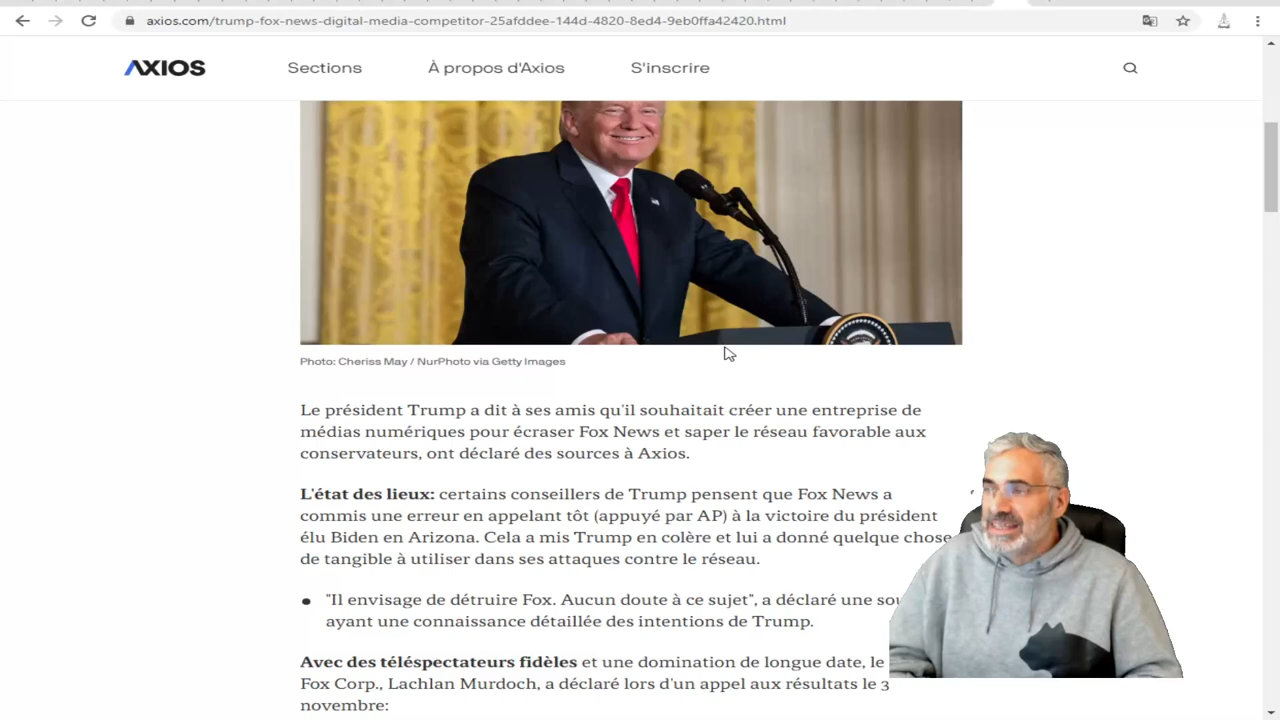 axios.com/trump-fox-news-digital-media-competitor-25afddee-144d-4820-8ed4-9eb0ffa42420.html
AXIOS Sections À propos d'Axios S'inscrire
Photo: Cheriss May / NurPhoto via Getty Images
Le président Trump a dit à ses amis qu'il souhaitait créer une entreprise de
médias numériques pour écraser Fox News et saper le réseau favorable aux
conservateurs, ont déclaré des sources à Axios.
L'état des lieux: certains conseillers de Trump pensent que Fox News a
commis une erreur en appelant tôt (appuyé par AP) à la victoire du président
élu Biden en Arizona. Cela a mis Trump en colère et lui a donné quelque chose
de tangible à utiliser dans ses attaques contre le réseau.
"Il envisage de détruire Fox. Aucun doute à ce sujet", a déclaré une
ayant une connaissance détaillée des intentions de Trump.
Avec des téléspectateurs fidèles et une domination de longue date, le
Fox Corp., Lachlan Murdoch, a déclaré lors d'un appel aux résultats le 3
novembre: